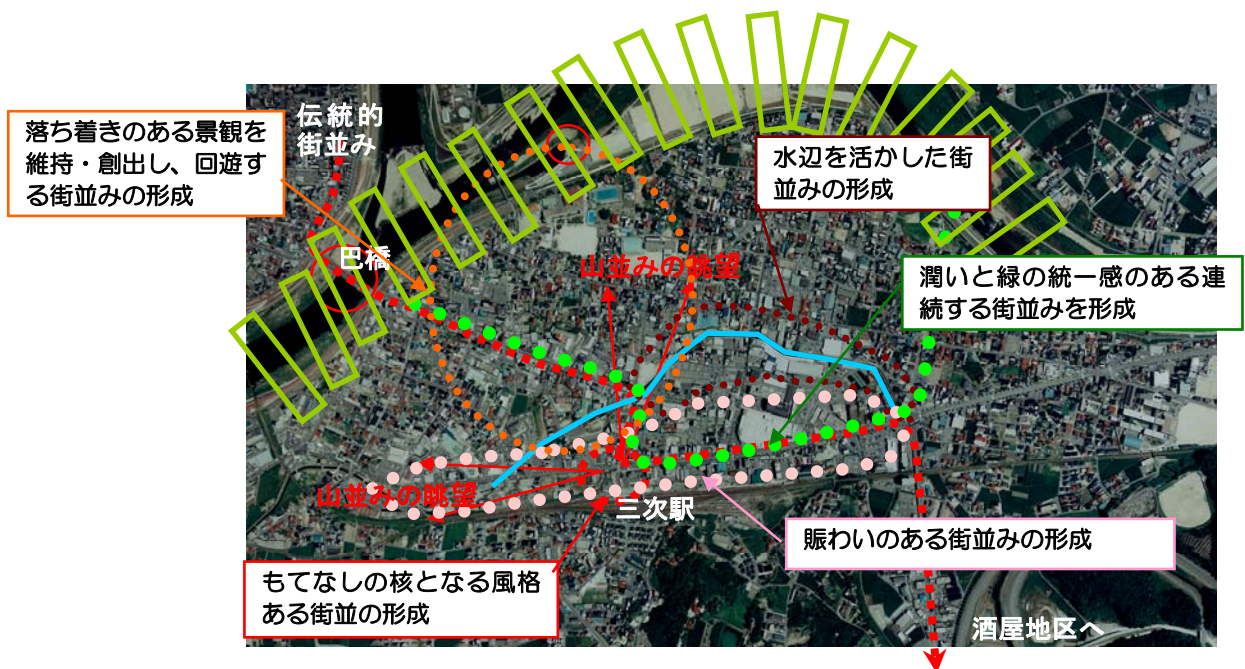 伝統的
街並み
落ち着きのある景観を
維持・創出し、回遊す
る街並みの形成
水辺を活かした街
並みの形成
巴橋
山並みの眺望
潤いと緑の統一感のある連
続する街並みを形成
山並みの眺望
三次駅
賑わいのある街並みの形成
もてなしの核となる風格
ある街並の形成
酒屋地区へ